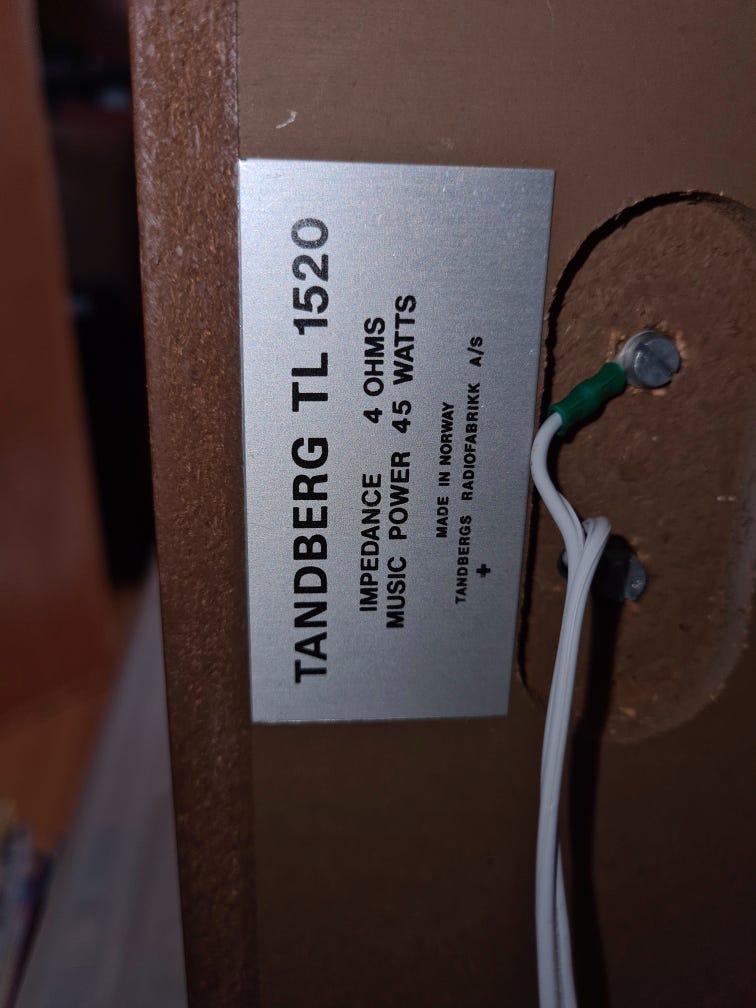 TANDBERG TL 1520
IMPEDANCE 4 OHMS
MUSIC POWER 45 WATTS
MADE IN NORWAY
TANDBERGS RADIOFABRIKK A/S
+